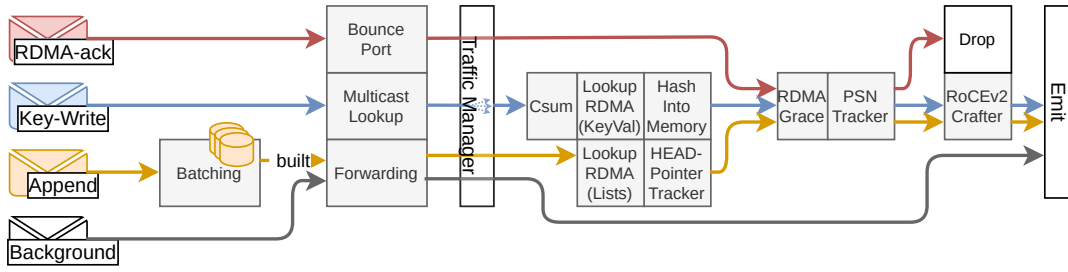 RDMA-ack
Key-Write
Append
Background
Batching
built
Bounce
Port
Multicast
Lookup
Forwarding
Traffic Manager
Csum
Lookup
RDMA
(KeyVal)
Hash
Into
Memory
Lookup
RDMA
(Lists)
HEAD-
Pointer
Tracker
RDMA
Grace
PSN
Tracker
Drop
RoCEv2
Crafter
Emit